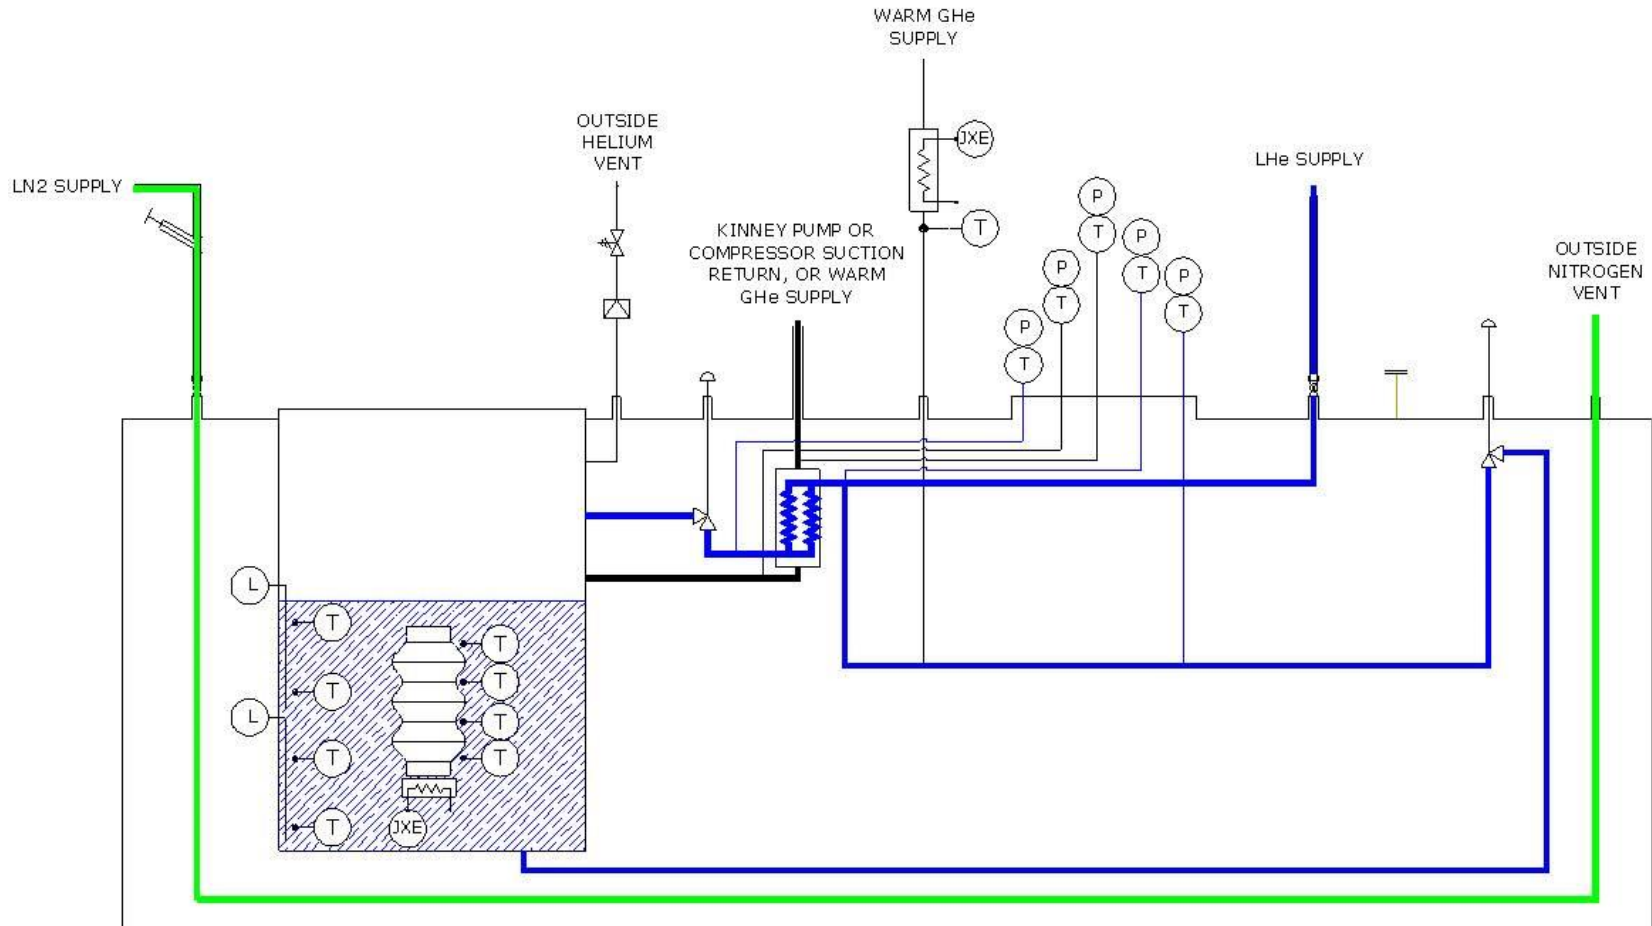 WARM GHe
SUPPLY
OUTSIDE
HELIUM
VENT
JXE
LHe SUPPLY
LN2 SUPPLY
P
T
T
KINNEY PUMP OR
COMPRESSOR SUCTION
RETURN, OR WARM
GHe SUPPLY
P
T
P
T
P
T
OUTSIDE
NITROGEN
VENT
P
T
L
T
T
T
T
L
T
T
T
T
JXE